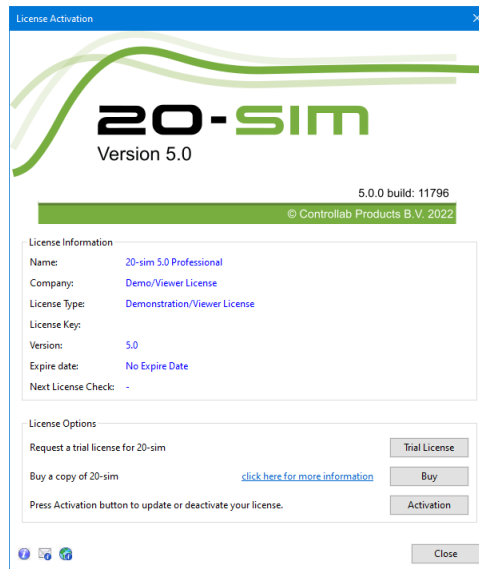 License Activation
20-SIM
Version 5.0
5.0.0 build: 11796
© Controllab Products B.V. 2022
License Information
Name: 20-sim 5.0 Professional
Company: Demo/Viewer License
License Type: Demonstration/Viewer License
License Key:
Version: 5.0
Expire date: No Expire Date
Next License Check: -
License Options
Request a trial license for 20-sim Trial License
Buy a copy of 20-sim click here for more information Buy
Press Activation button to update or deactivate your license. Activation
Close